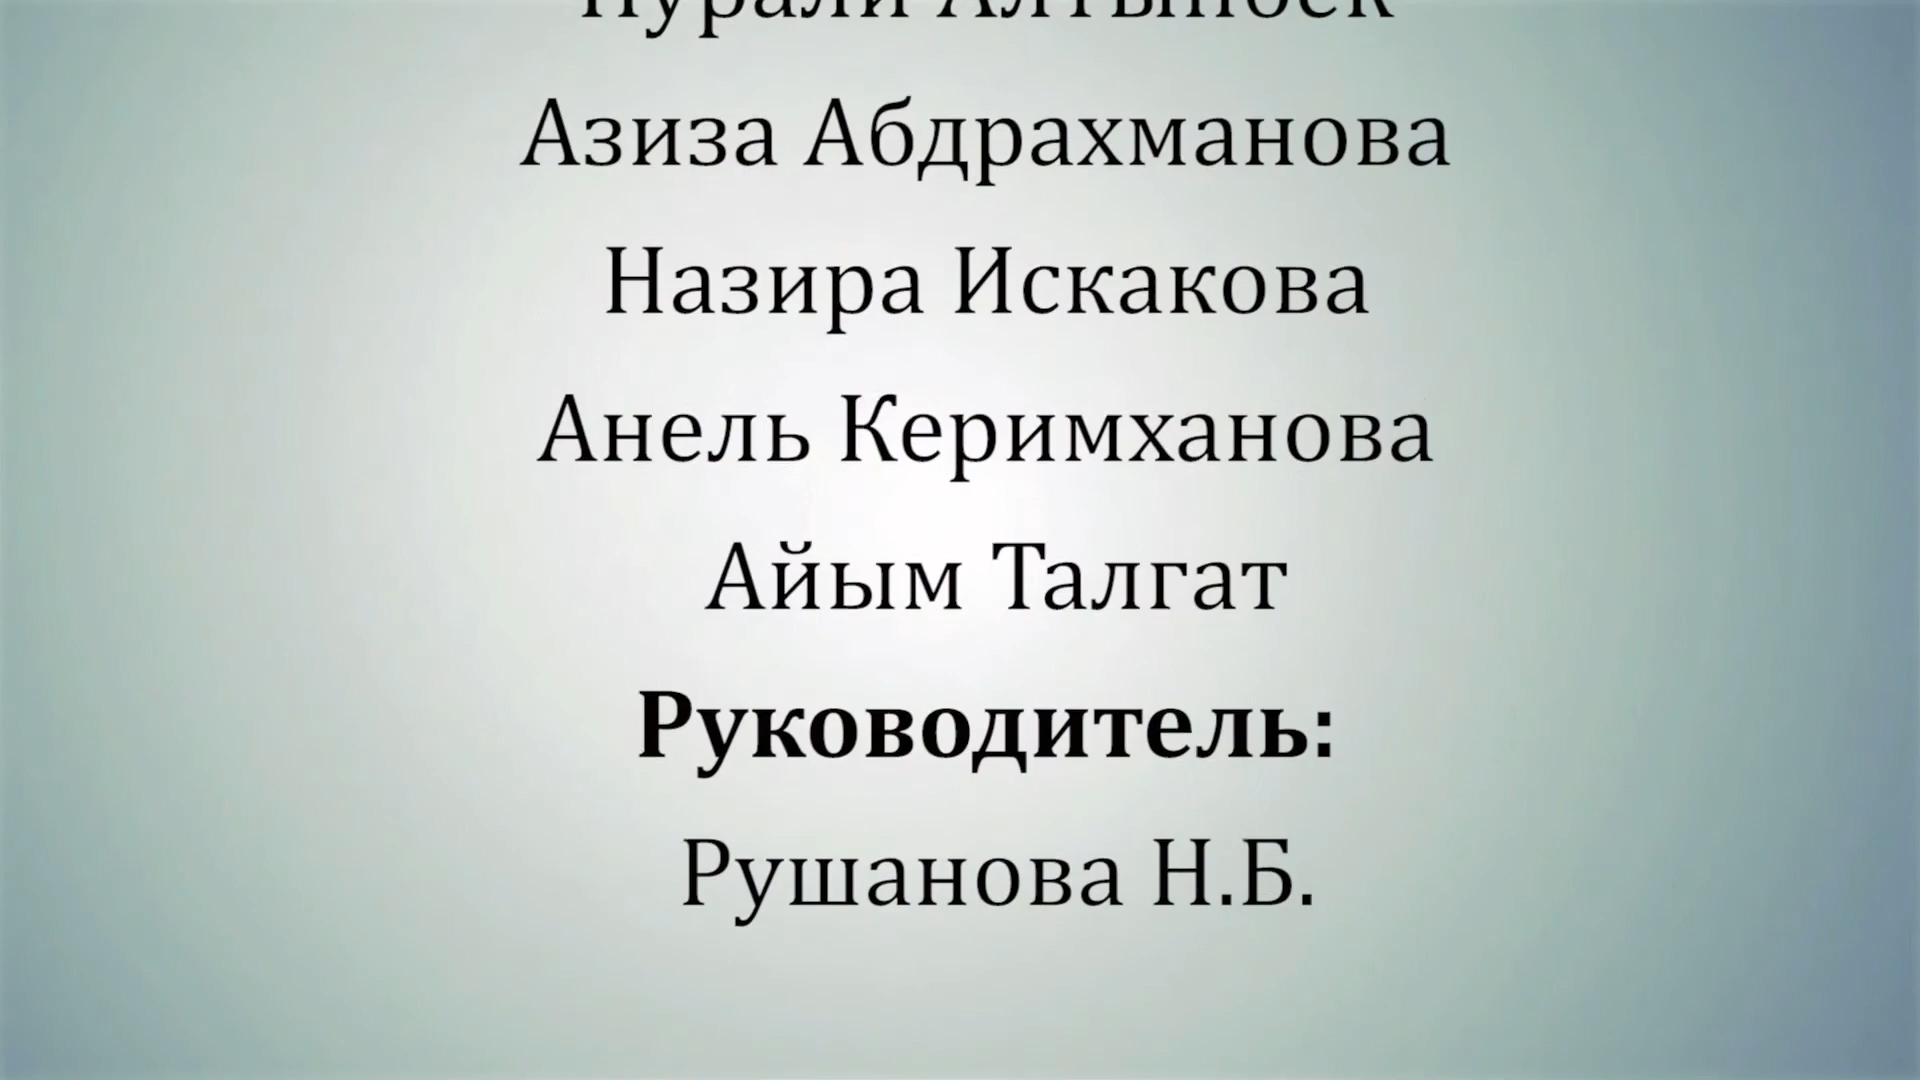 Азиза Абдрахманова
Назира Искакова
Анель Керимханова
Айым Талгат
Руководитель:
Рушанова Н.Б.